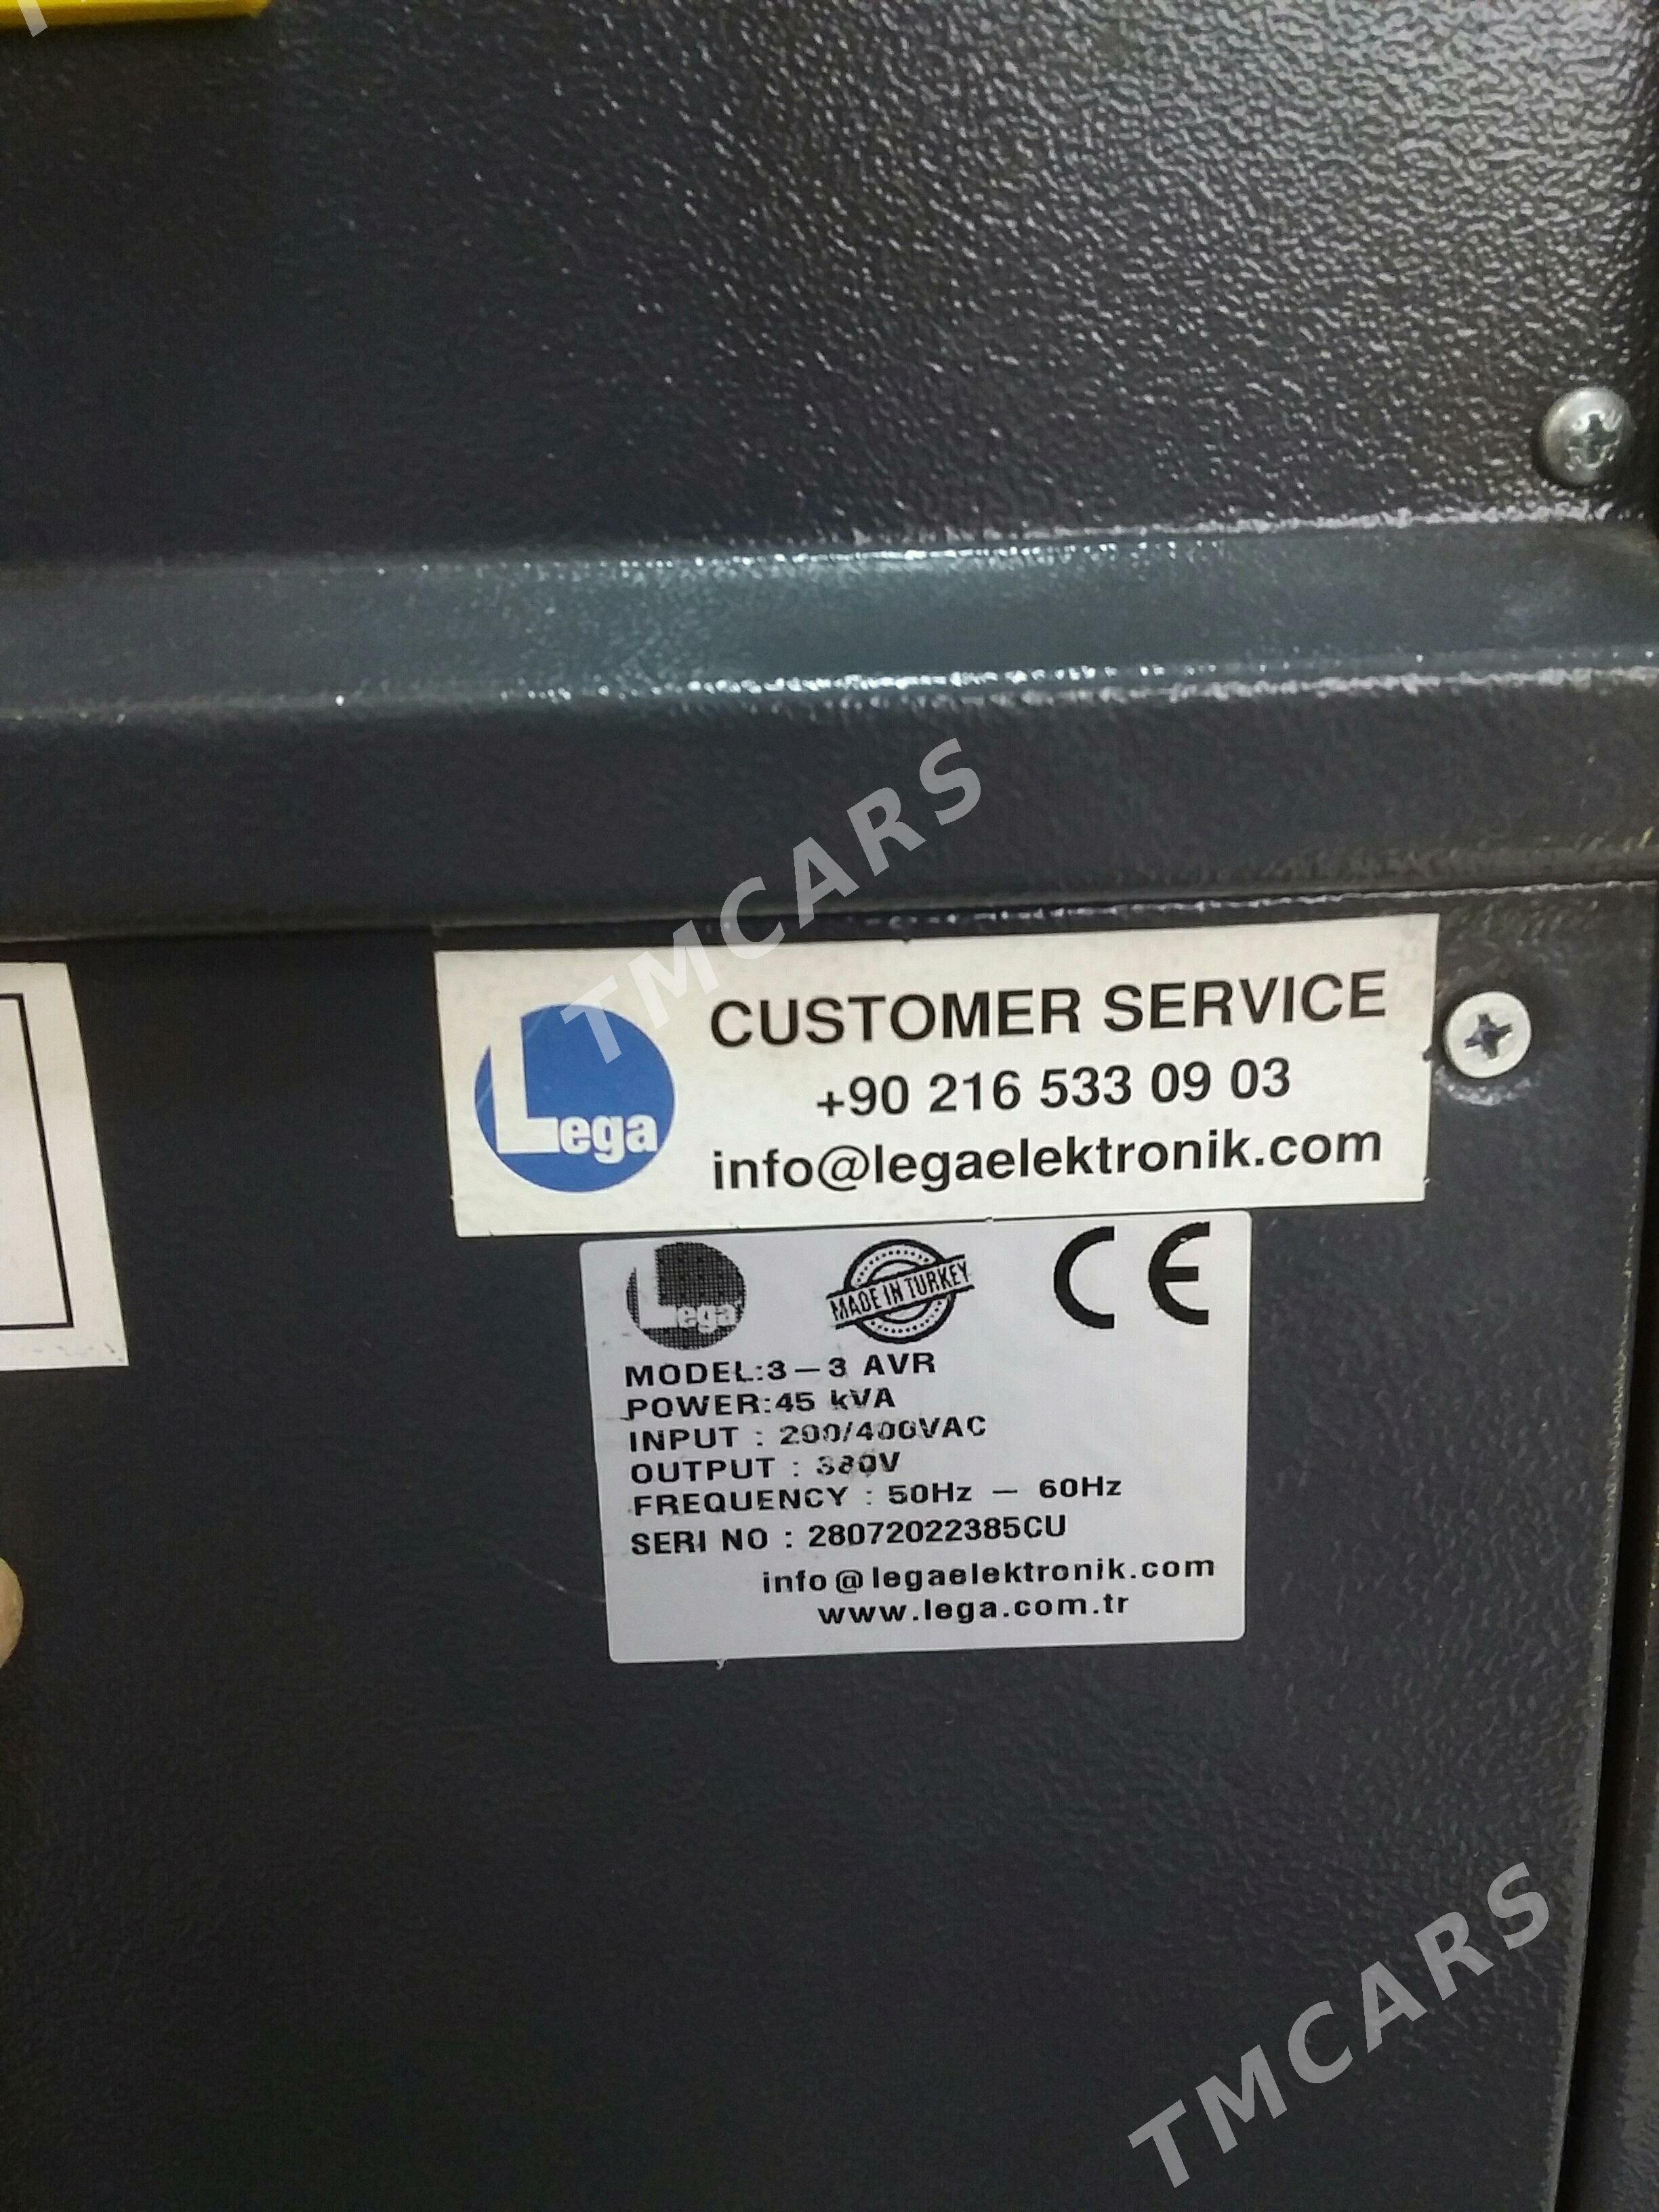 TMCARS
CUSTOMER SERVICE
Lega
+90 216 533 09 03
info@legaelektronik.com
Lega
MADE IN TURKEY
CE
MODEL:3-3 AVR
POWER:45 kVA
INPUT : 200/400VAC
OUTPUT : 380V
FREQUENCY : 50Hz - 60Hz
SERI NO : 28072022385CU
info@legaelektronik.com
www.lega.com.tr
TMCARS